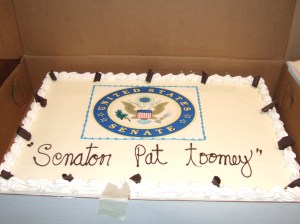 UNITED STATES
SENATE
"Senator Pat toomey"